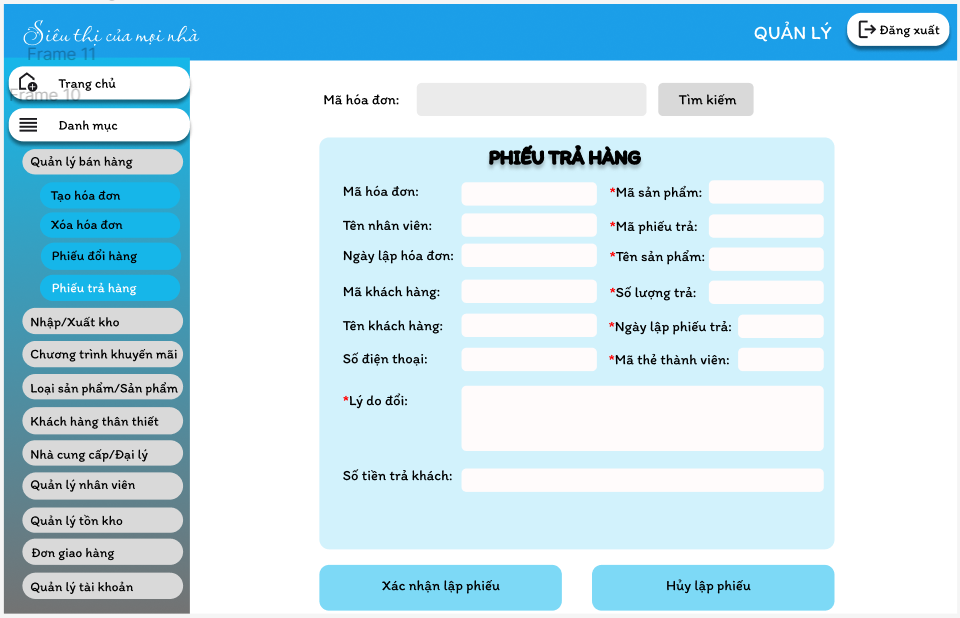 Siêu thị của mọi nhà
QUẢN LÝ
Đăng xuất
Frame 11
Trang chủ
Frame 10
Danh mục
Quản lý bán hàng
Tạo hóa đơn
Xóa hóa đơn
Phiếu đổi hàng
Phiếu trả hàng
Nhập/Xuất kho
Chương trình khuyến mãi
Loại sản phẩm/Sản phẩm
Khách hàng thân thiết
Nhà cung cấp/Đại lý
Quản lý nhân viên
Quản lý tồn kho
Đơn giao hàng
Quản lý tài khoản
Mã hóa đơn:
Tìm kiếm
PHIẾU TRẢ HÀNG
Mã hóa đơn:
*Mã sản phẩm:
Tên nhân viên:
*Mã phiếu trả:
Ngày lập hóa đơn:
*Tên sản phẩm:
Mã khách hàng:
*Số lượng trả:
Tên khách hàng:
*Ngày lập phiếu trả:
Số điện thoại:
*Mã thẻ thành viên:
*Lý do đổi:
Số tiền trả khách:
Xác nhận lập phiếu
Hủy lập phiếu